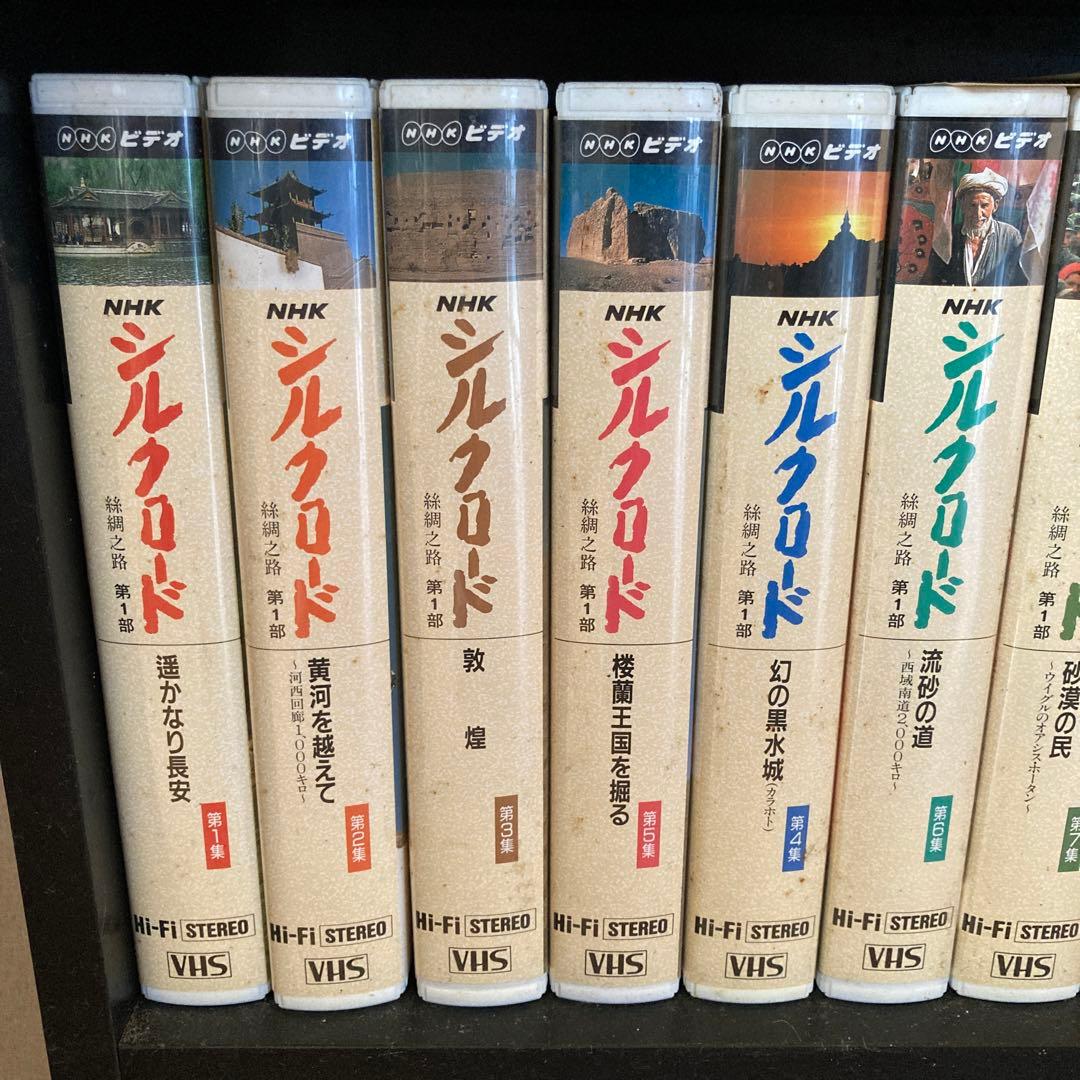 NHKビデオ
NHK
シルクロード
絲綢之路 第1部
遥かなり長安
第1集
Hi-Fi STEREO
VHS
NHKビデオ
NHK
シルクロード
絲綢之路 第1部
黄河を越えて
～河西回廊1,000キロ～
第2集
Hi-Fi STEREO
VHS
NHKビデオ
NHK
シルクロード
絲綢之路 第1部
敦煌
第3集
Hi-Fi STEREO
VHS
NHKビデオ
NHK
シルクロード
絲綢之路 第1部
楼蘭王国を掘る
第5集
Hi-Fi STEREO
VHS
NHKビデオ
NHK
シルクロード
絲綢之路 第1部
幻の黒水城(カラホト)
第4集
Hi-Fi STEREO
VHS
NHKビデオ
NHK
シルクロード
絲綢之路 第1部
流砂の道
～西域南道2,000キロ～
第6集
Hi-Fi STEREO
VHS
絲綢之路 第1部
砂漠の民
～ウイグルのオアシスホータン～
第7集
Hi-Fi STEREO
VHS